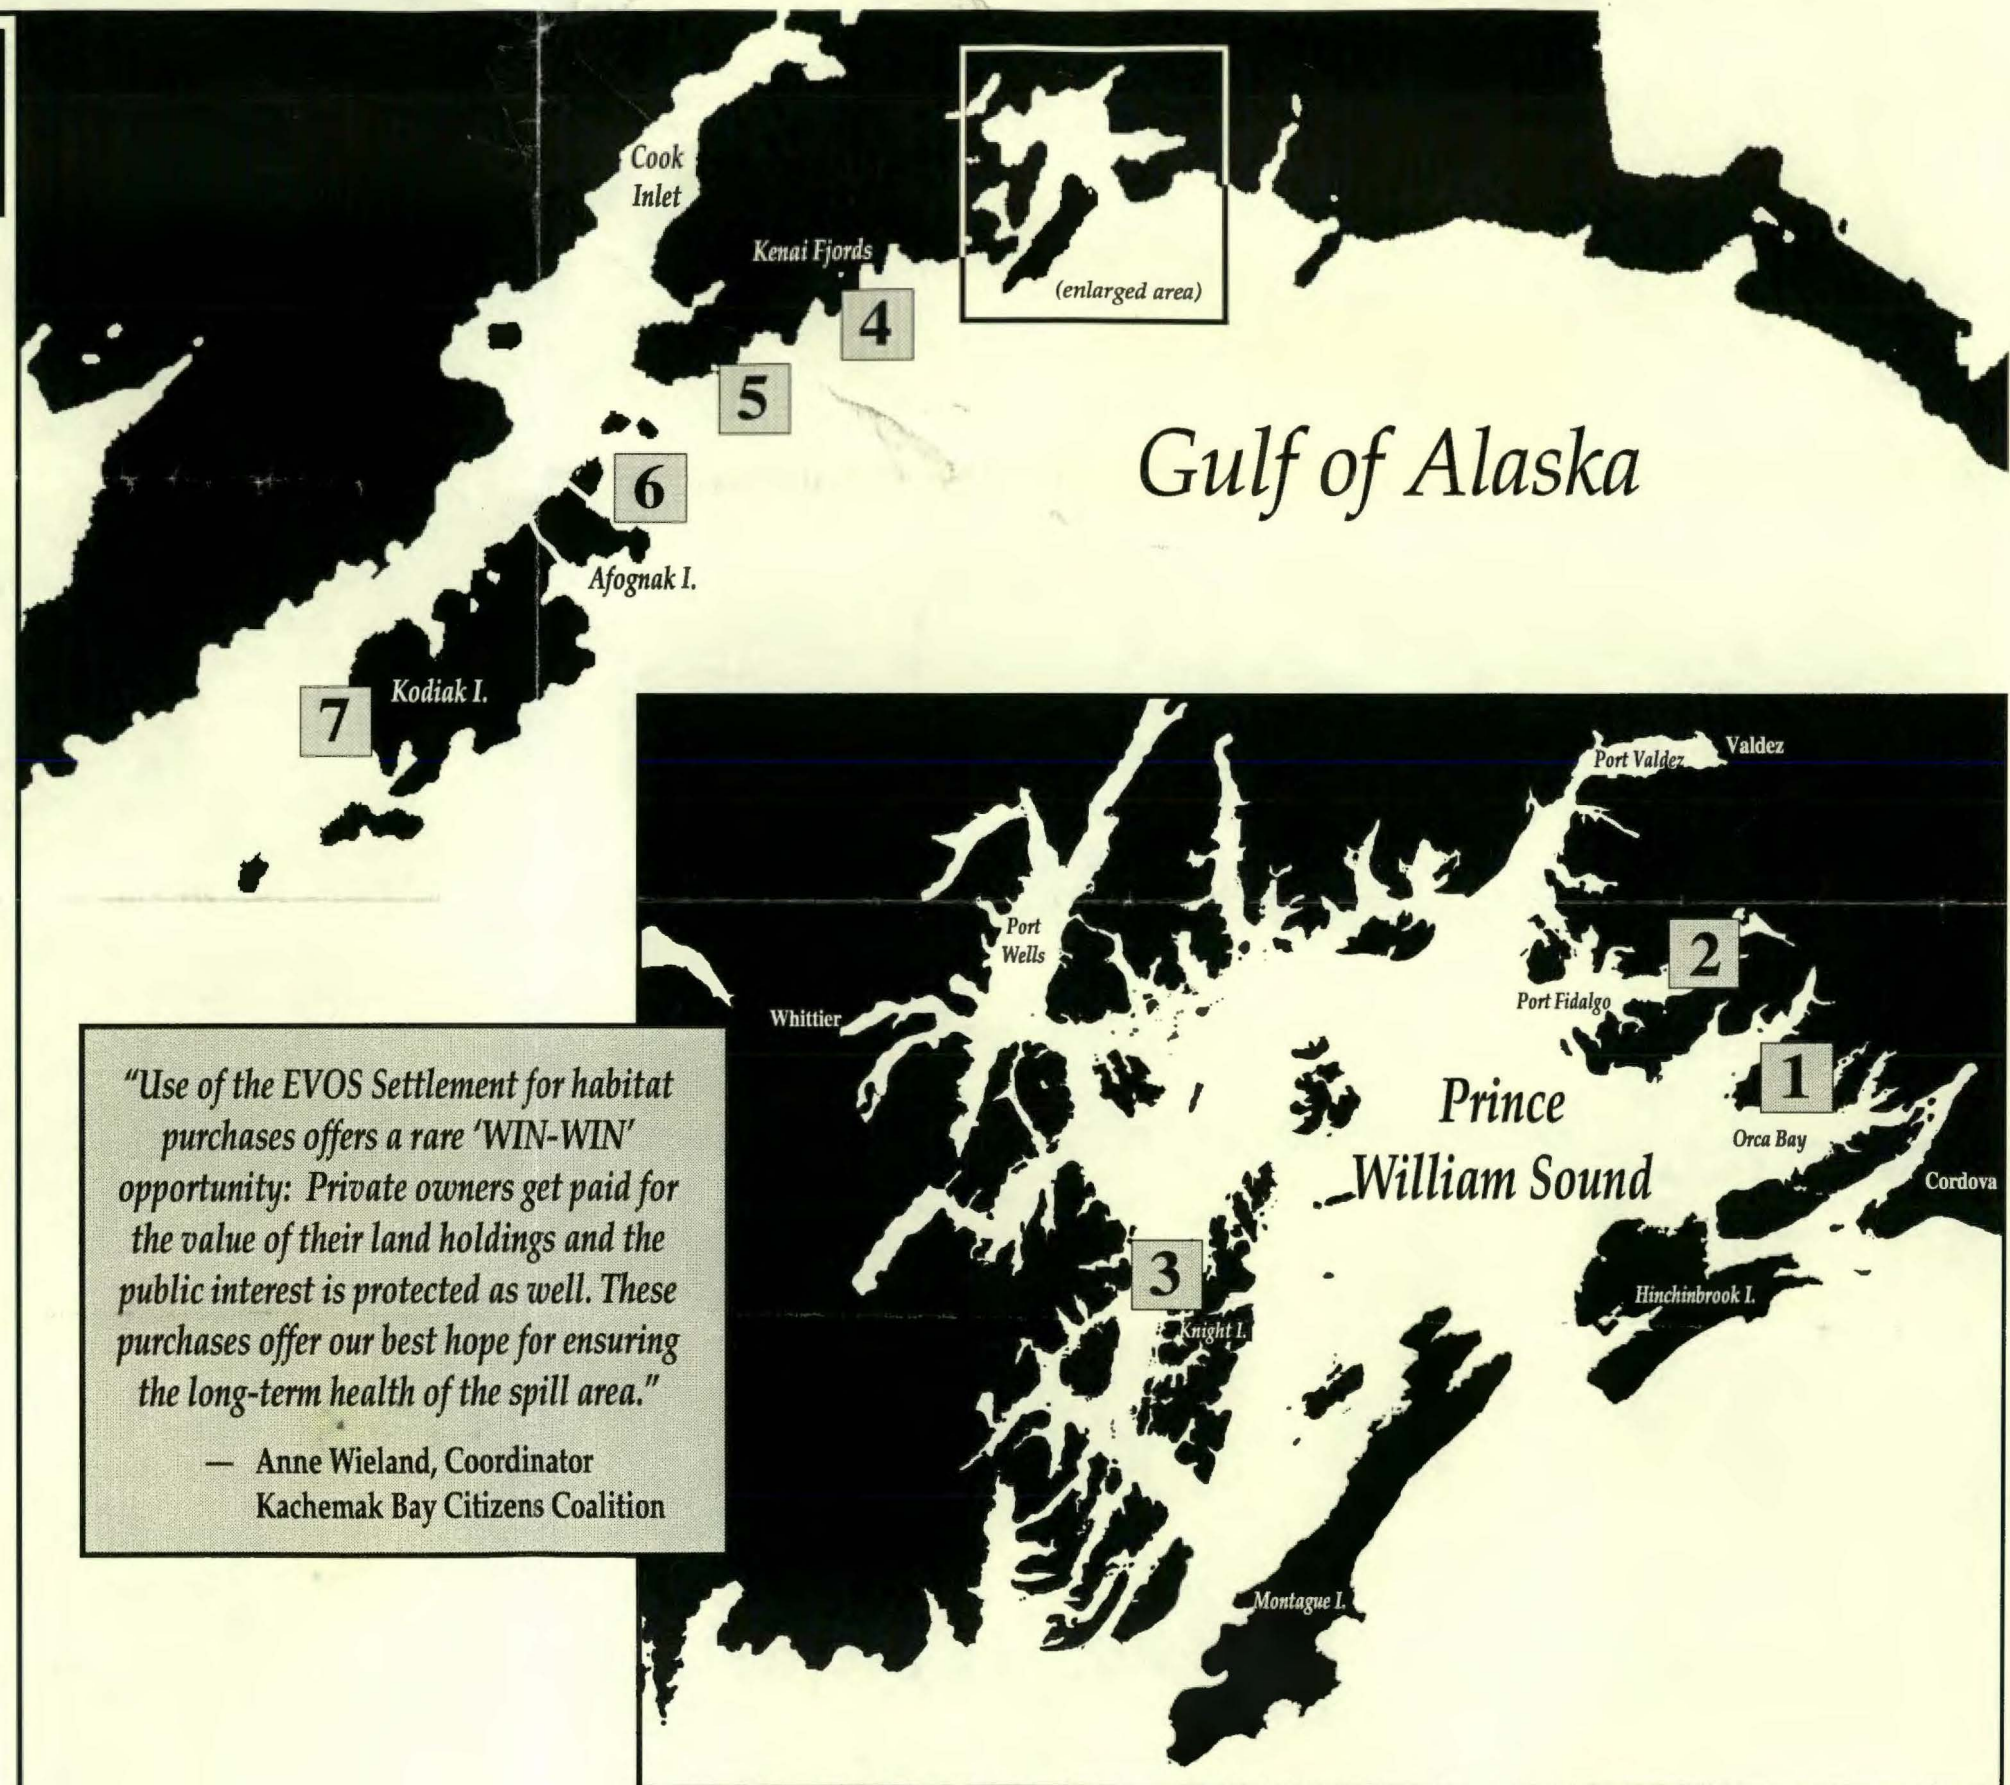 Cook
Inlet
Kenai Fjords
(enlarged area)
4
5
Gulf of Alaska
6
Afognak I.
Kodiak I.
7
Port Valdez
Valdez
Port
Wells
2
Port Fidalgo
Whittier
1
Prince
William Sound
Orca Bay
Cordova
3
Hinchinbrook I.
Knight I.
Montague I.
“Use of the EVOS Settlement for habitat
purchases offers a rare ‘WIN-WIN’
opportunity: Private owners get paid for
the value of their land holdings and the
public interest is protected as well. These
purchases offer our best hope for ensuring
the long-term health of the spill area.”
— Anne Wieland, Coordinator
Kachemak Bay Citizens Coalition